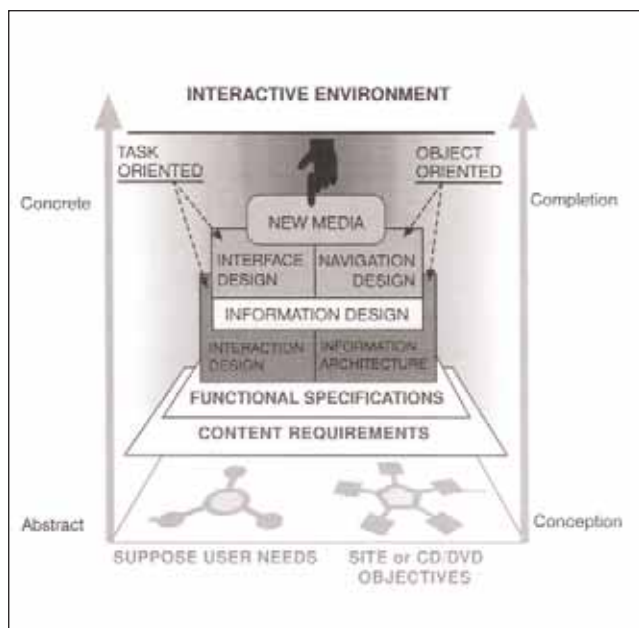 INTERACTIVE ENVIRONMENT
TASK
ORIENTED
OBJECT
ORIENTED
Concrete
Completion
NEW MEDIA
INTERFACE
DESIGN
NAVIGATION
DESIGN
INFORMATION DESIGN
INTERACTION
DESIGN
INFORMATION
ARCHITECTURE
FUNCTIONAL SPECIFICATIONS
CONTENT REQUIREMENTS
Abstract
Conception
SUPPOSE USER NEEDS
SITE or CD/DVD
OBJECTIVES